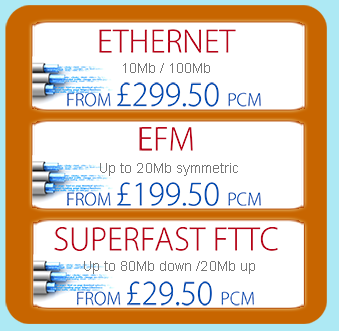 ETHERNET
10Mb / 100Mb
FROM £299.50 PCM
EFM
Up to 20Mb symmetric
FROM £199.50 PCM
SUPERFAST FTTC
Up to 80Mb down /20Mb up
FROM £29.50 PCM